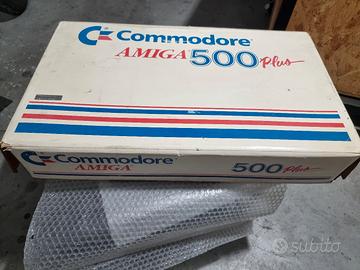 Commodore
AMIGA 500 Plus
Commodore
AMIGA
500 Plus
subito